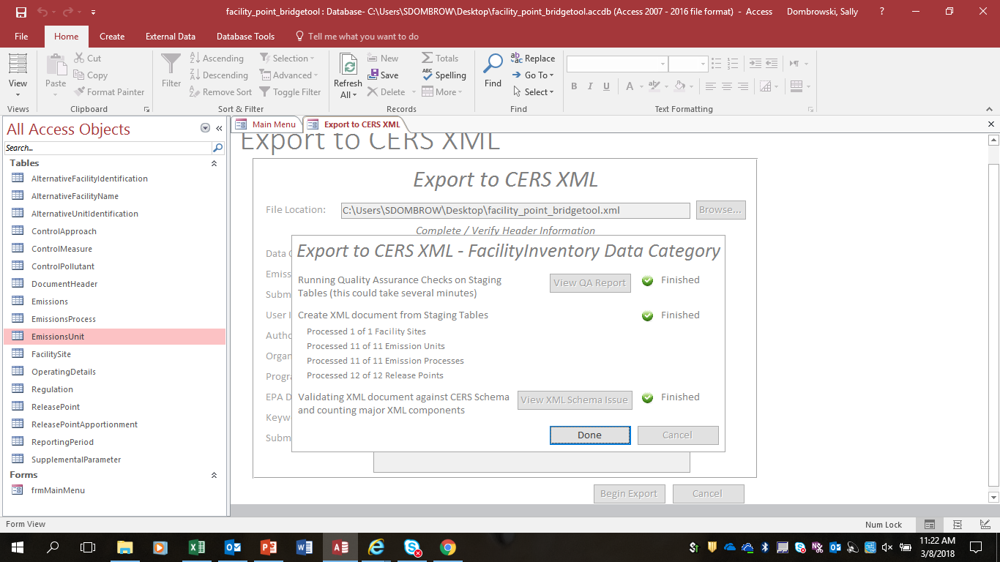 facility_point_bridgetool : Database- C:\Users\SDOMBROW\Desktop\facility_point_bridgetool.accdb (Access 2007 - 2016 file format) - Access
Dombrowski, Sally
?
File
Home
Create
External Data
Database Tools
Tell me what you want to do
View
Views
Paste
Cut
Copy
Format Painter
Clipboard
Filter
Ascending
Descending
Remove Sort
Selection
Advanced
Toggle Filter
Sort & Filter
Refresh
All
New
Save
Delete
Totals
Spelling
More
Records
Find
Replace
Go To
Select
Find
B I U
A
Text Formatting
All Access Objects
Search...
Tables
AlternativeFacilityIdentification
AlternativeFacilityName
AlternativeUnitIdentification
ControlApproach
ControlMeasure
ControlPollutant
DocumentHeader
Emissions
EmissionsProcess
EmissionsUnit
FacilitySite
OperatingDetails
Regulation
ReleasePoint
ReleasePointApportionment
ReportingPeriod
SupplementalParameter
Forms
frmMainMenu
Main Menu
Export to CERS XML
Export to CERS XML
Export to CERS XML
File Location:
C:\Users\SDOMBROW\Desktop\facility_point_bridgetool.xml
Browse...
Complete / Verify Header Information
Data C
Emiss
Subm
User I
Autho
Organ
Progra
EPA D
Keyw
Subm
Export to CERS XML - FacilityInventory Data Category
Running Quality Assurance Checks on Staging
Tables (this could take several minutes)
View QA Report
Finished
Create XML document from Staging Tables
Finished
Processed 1 of 1 Facility Sites
Processed 11 of 11 Emission Units
Processed 11 of 11 Emission Processes
Processed 12 of 12 Release Points
Validating XML document against CERS Schema
and counting major XML components
View XML Schema Issue
Finished
Done
Cancel
Begin Export
Cancel
Form View
Num Lock
11:22 AM
3/8/2018